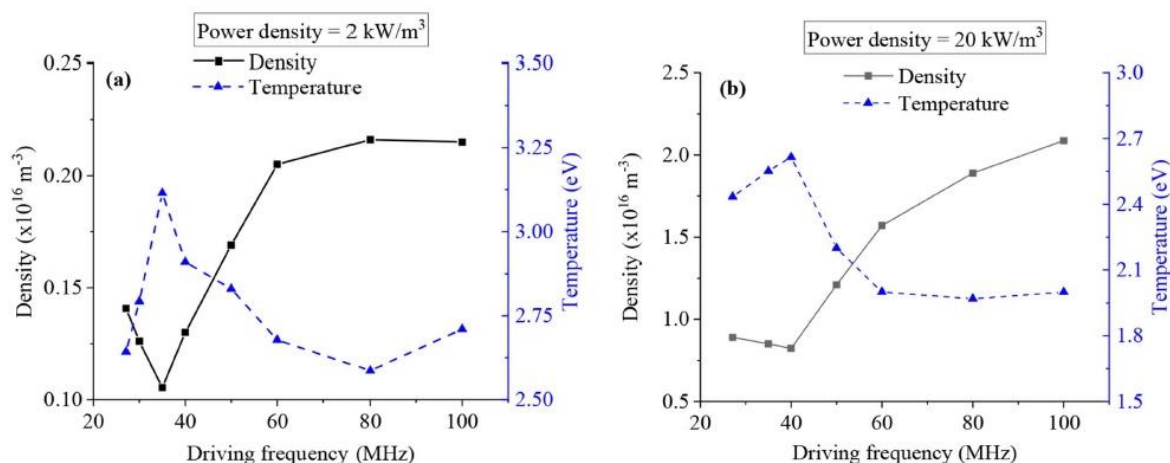 Power density = 2 kW/m³
(a)
Density
Temperature
0.25
0.20
0.15
0.10
Density (x10¹⁶ m⁻³)
3.50
3.25
3.00
2.75
2.50
Temperature (eV)
20 40 60 80 100
Driving frequency (MHz)
Power density = 20 kW/m³
(b)
Density
Temperature
2.5
2.0
1.5
1.0
0.5
Density (x10¹⁶ m⁻³)
3.0
2.7
2.4
2.1
1.8
1.5
Temperature (eV)
20 40 60 80 100
Driving frequency (MHz)